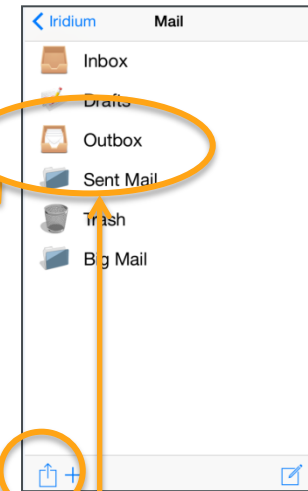 Iridium Mail
Inbox
Drafts
Outbox
Sent Mail
Trash
Big Mail